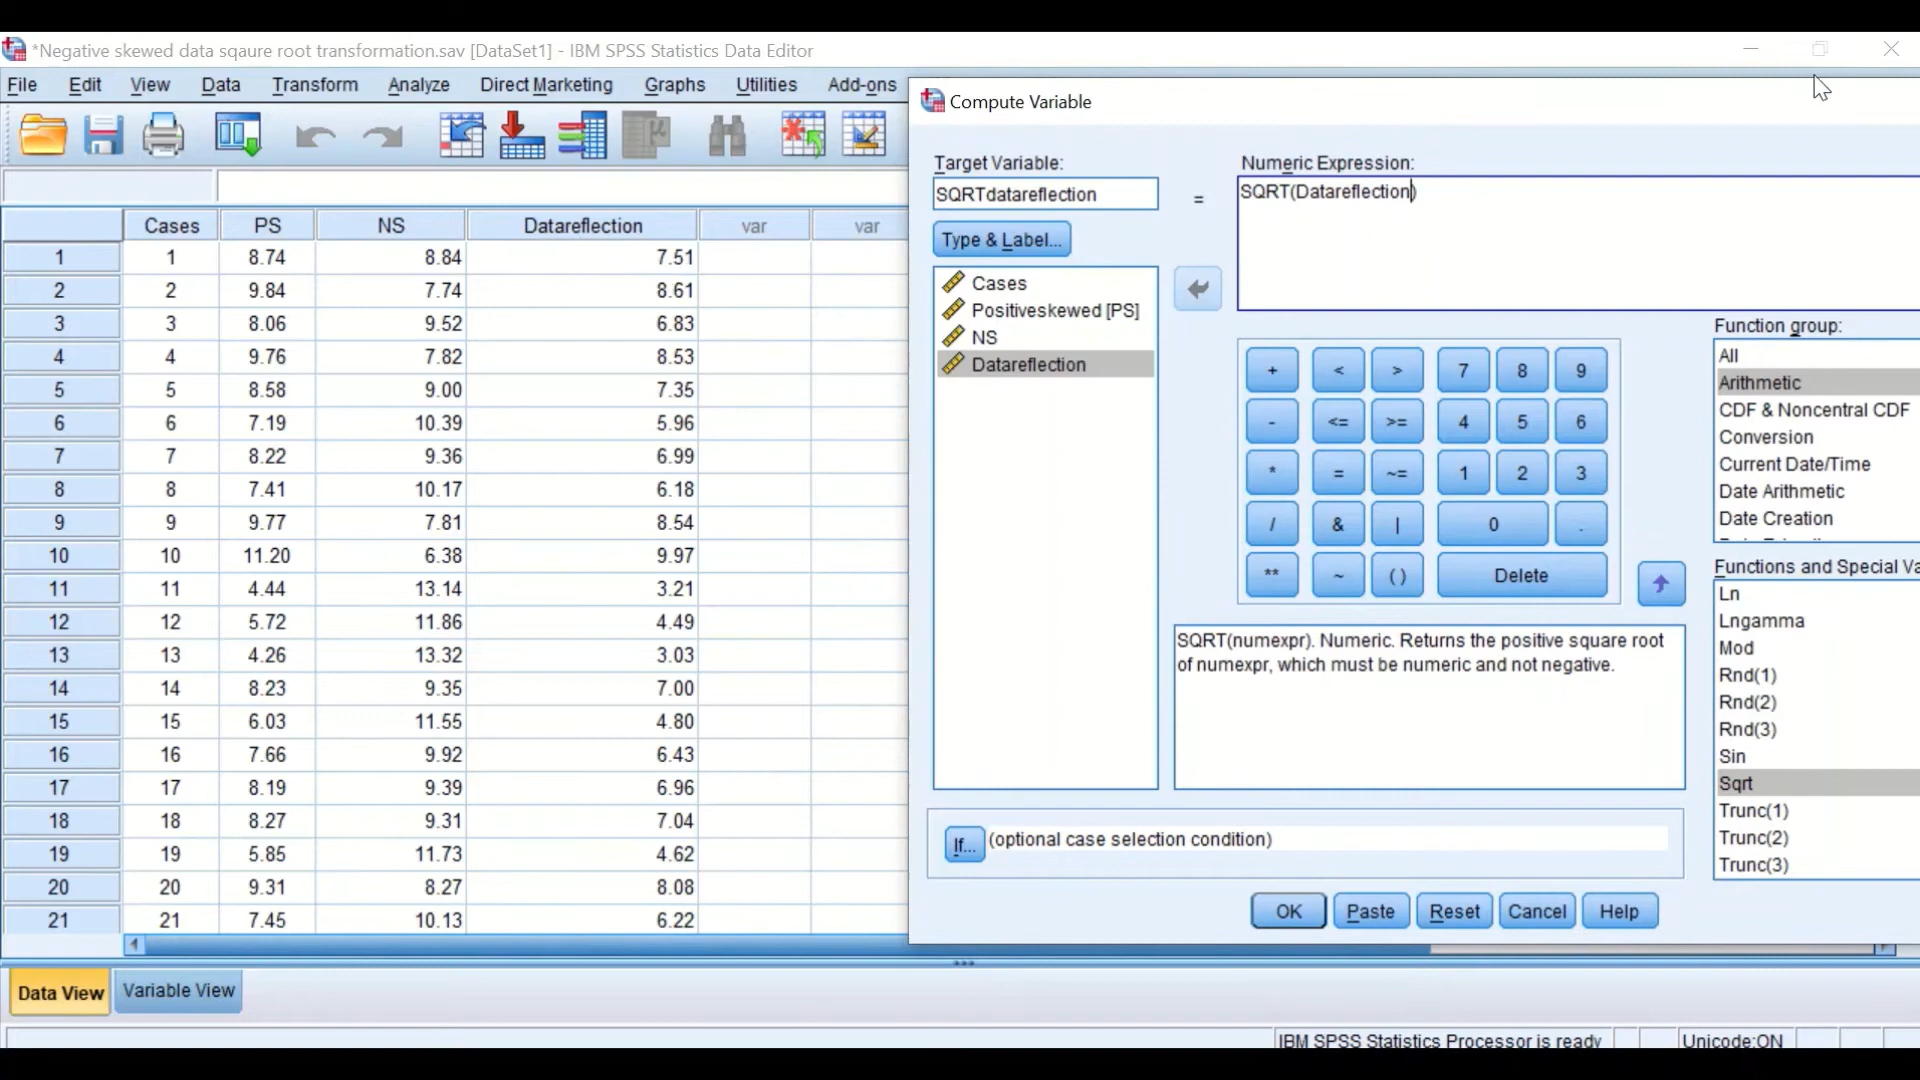 *Negative skewed data sqaure root transformation.sav [DataSet1] - IBM SPSS Statistics Data Editor
File Edit View Data Transform Analyze Direct Marketing Graphs Utilities Add-ons
Compute Variable
Target Variable:
SQRTdatareflection
=
Numeric Expression:
SQRT(Datareflection)
Type & Label...
Cases
Positiveskewed [PS]
NS
Datareflection
Cases PS NS Datareflection var var
1 1 8.74 8.84 7.51
2 2 9.84 7.74 8.61
3 3 8.06 9.52 6.83
4 4 9.76 7.82 8.53
5 5 8.58 9.00 7.35
6 6 7.19 10.39 5.96
7 7 8.22 9.36 6.99
8 8 7.41 10.17 6.18
9 9 9.77 7.81 8.54
10 10 11.20 6.38 9.97
11 11 4.44 13.14 3.21
12 12 5.72 11.86 4.49
13 13 4.26 13.32 3.03
14 14 8.23 9.35 7.00
15 15 6.03 11.55 4.80
16 16 7.66 9.92 6.43
17 17 8.19 9.39 6.96
18 18 8.27 9.31 7.04
19 19 5.85 11.73 4.62
20 20 9.31 8.27 8.08
21 21 7.45 10.13 6.22
+ < > 7 8 9
- <= >= 4 5 6
* = ~= 1 2 3
/ & | 0 .
** ~ ( ) Delete
Function group:
All
Arithmetic
CDF & Noncentral CDF
Conversion
Current Date/Time
Date Arithmetic
Date Creation
Functions and Special Va
Ln
Lngamma
Mod
Rnd(1)
Rnd(2)
Rnd(3)
Sin
Sqrt
Trunc(1)
Trunc(2)
Trunc(3)
SQRT(numexpr). Numeric. Returns the positive square root
of numexpr, which must be numeric and not negative.
If... (optional case selection condition)
OK Paste Reset Cancel Help
Data View Variable View
IBM SPSS Statistics Processor is ready Unicode:ON